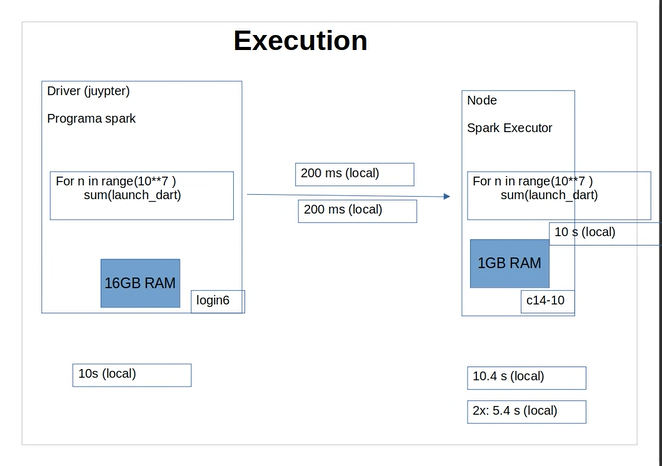 Execution
Driver (juypter)
Programa spark
For n in range(10**7 )
sum(launch_dart)
16GB RAM
login6
200 ms (local)
200 ms (local)
Node
Spark Executor
For n in range(10**7 )
sum(launch_dart)
10 s (local)
1GB RAM
c14-10
10s (local)
10.4 s (local)
2x: 5.4 s (local)